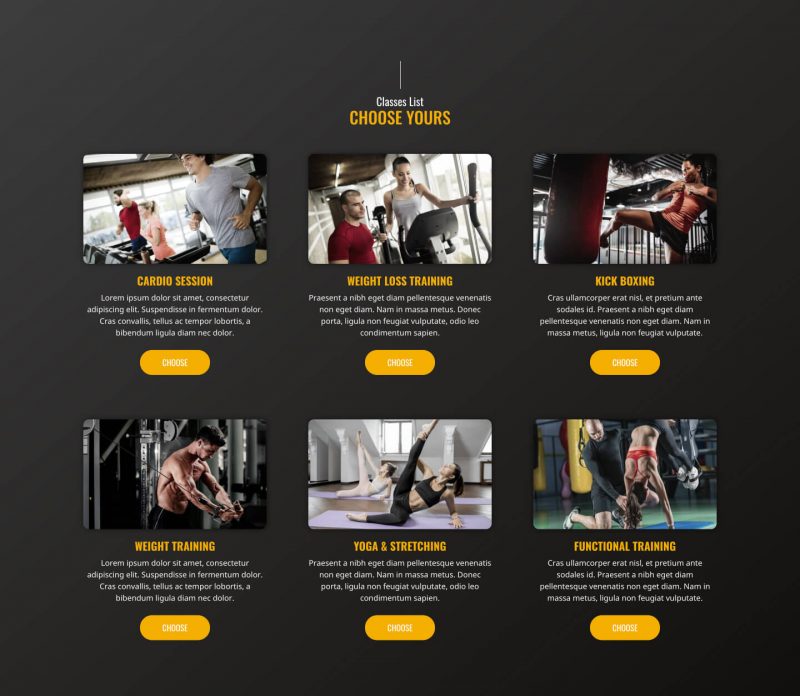 Classes List
CHOOSE YOURS
CARDIO SESSION
Lorem ipsum dolor sit amet, consectetur
adipiscing elit. Suspendisse in fermentum dolor.
Cras convallis, tellus ac tempor lobortis, a
bibendum ligula diam nec dolor.
CHOOSE
WEIGHT LOSS TRAINING
Praesent a nibh eget diam pellentesque venenatis
non eget diam. Nam in massa metus. Donec
porta, ligula non feugiat vulputate, odio leo
condimentum sapien.
CHOOSE
KICK BOXING
Cras ullamcorper erat nisl, et pretium ante
sodales id. Praesent a nibh eget diam
pellentesque venenatis non eget diam. Nam in
massa metus, ligula non feugiat vulputate.
CHOOSE
WEIGHT TRAINING
Lorem ipsum dolor sit amet, consectetur
adipiscing elit. Suspendisse in fermentum dolor.
Cras convallis, tellus ac tempor lobortis, a
bibendum ligula diam nec dolor.
CHOOSE
YOGA & STRETCHING
Praesent a nibh eget diam pellentesque venenatis
non eget diam. Nam in massa metus. Donec
porta, ligula non feugiat vulputate, odio leo
condimentum sapien.
CHOOSE
FUNCTIONAL TRAINING
Cras ullamcorper erat nisl, et pretium ante
sodales id. Praesent a nibh eget diam
pellentesque venenatis non eget diam. Nam in
massa metus, ligula non feugiat vulputate.
CHOOSE